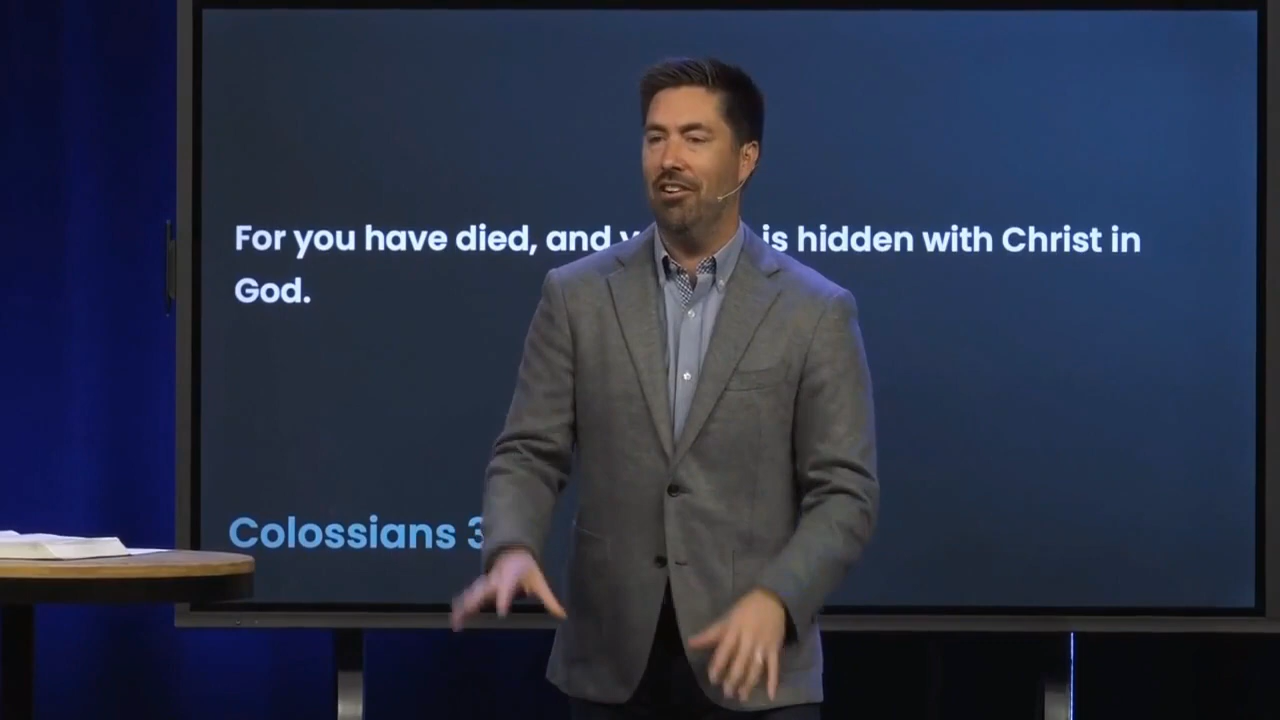 For you have died, and is hidden with Christ in
God.
Colossians 3